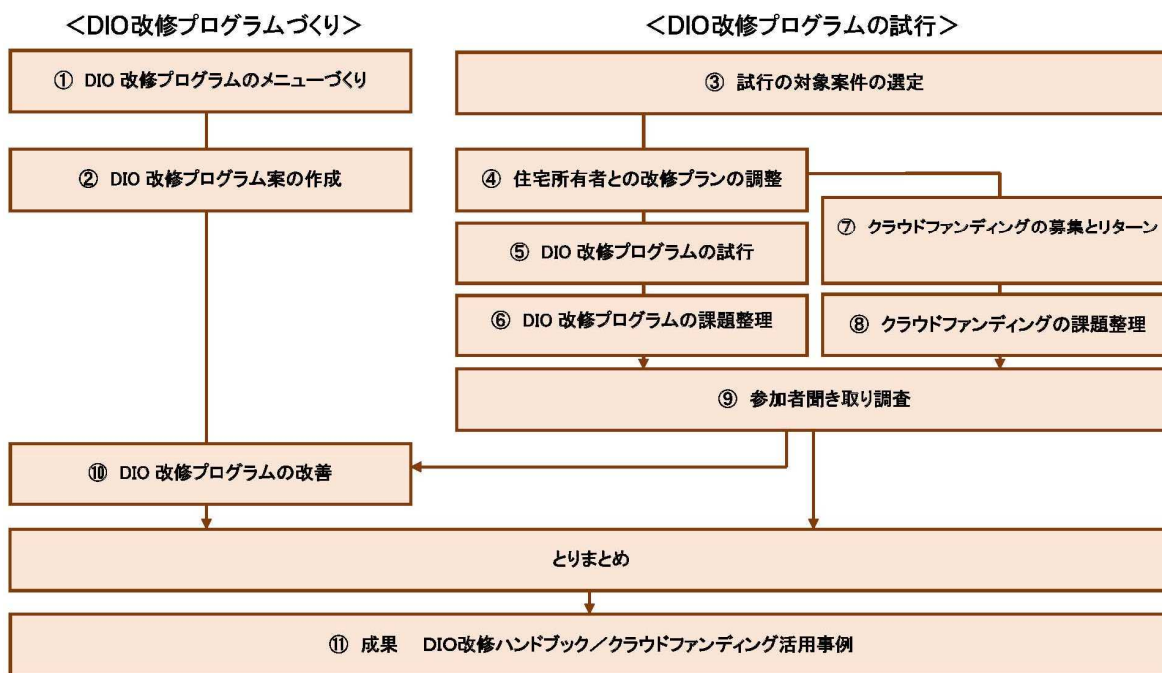 ＜DIO改修プログラムづくり＞
＜DIO改修プログラムの試行＞
① DIO 改修プログラムのメニューづくり
② DIO 改修プログラム案の作成
③ 試行の対象案件の選定
④ 住宅所有者との改修プランの調整
⑤ DIO 改修プログラムの試行
⑥ DIO 改修プログラムの課題整理
⑦ クラウドファンディングの募集とリターン
⑧ クラウドファンディングの課題整理
⑨ 参加者聞き取り調査
⑩ DIO 改修プログラムの改善
とりまとめ
⑪ 成果　DIO改修ハンドブック／クラウドファンディング活用事例